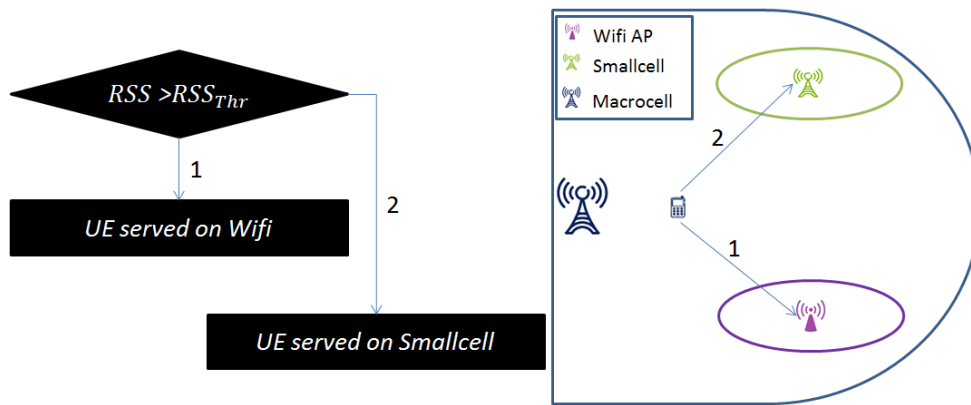 RSS >RSS_Thr
1
UE served on Wifi
2
UE served on Smallcell
Wifi AP
Smallcell
Macrocell
2
1